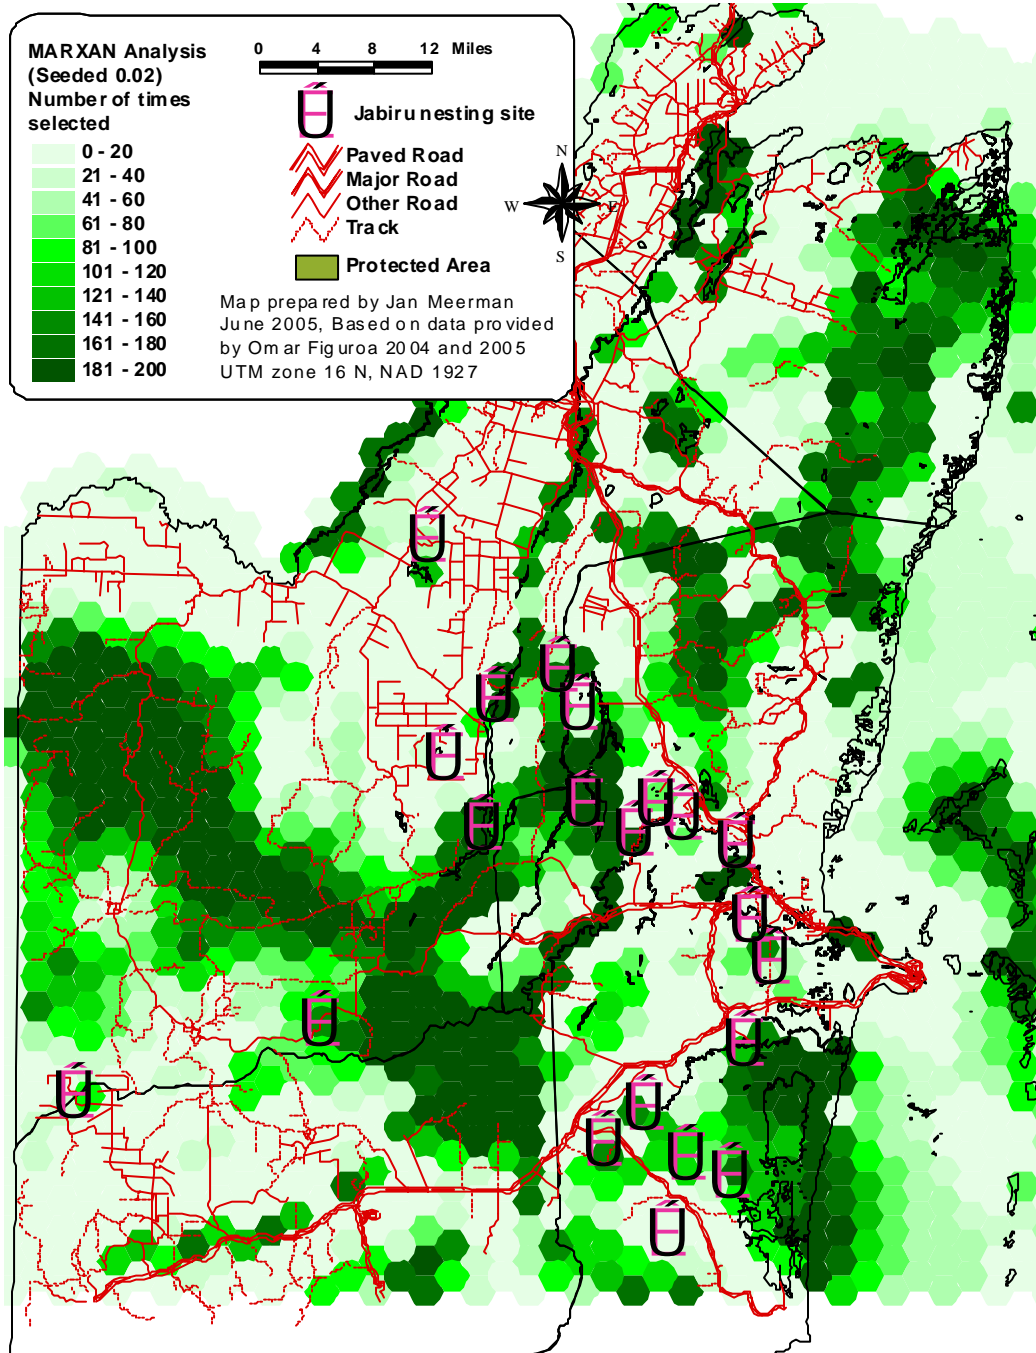 MARXAN Analysis
(Seeded 0.02)
Number of times
selected
0 - 20
21 - 40
41 - 60
61 - 80
81 - 100
101 - 120
121 - 140
141 - 160
161 - 180
181 - 200
0 4 8 12 Miles
Jabiru nesting site
Paved Road
Major Road
Other Road
Track
Protected Area
Map prepared by Jan Meerman
June 2005, Based on data provided
by Omar Figuroa 2004 and 2005
UTM zone 16 N, NAD 1927
N
W E
S